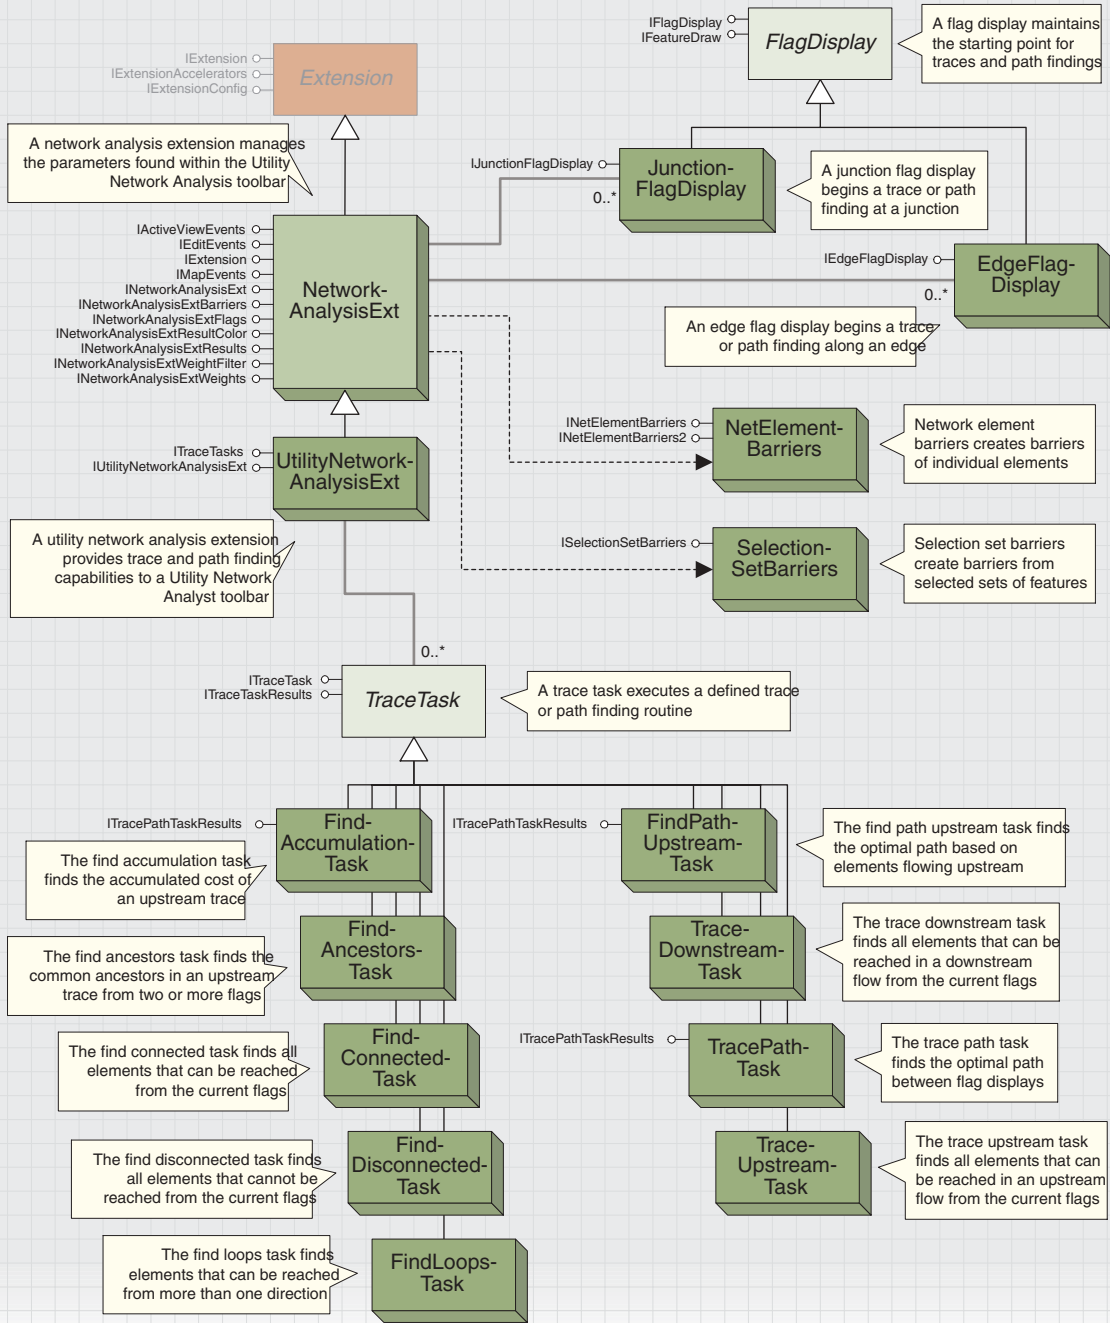 IFlagDisplay
IFeatureDraw
FlagDisplay
A flag display maintains
the starting point for
traces and path findings
IExtension
IExtensionAccelerators
IExtensionConfig
Extension
A network analysis extension manages
the parameters found within the Utility
Network Analysis toolbar
IJunctionFlagDisplay
0..*
Junction-
FlagDisplay
A junction flag display
begins a trace or path
finding at a junction
IActiveViewEvents
IEditEvents
IExtension
IMapEvents
INetworkAnalysisExt
INetworkAnalysisExtBarriers
INetworkAnalysisExtFlags
INetworkAnalysisExtResultColor
INetworkAnalysisExtResults
INetworkAnalysisExtWeightFilter
INetworkAnalysisExtWeights
Network-
AnalysisExt
IEdgeFlagDisplay
0..*
EdgeFlag-
Display
An edge flag display begins a trace
or path finding along an edge
INetElementBarriers
INetElementBarriers2
NetElement-
Barriers
Network element
barriers creates barriers
of individual elements
ITraceTasks
IUtilityNetworkAnalysisExt
UtilityNetwork-
AnalysisExt
A utility network analysis extension
provides trace and path finding
capabilities to a Utility Network
Analyst toolbar
ISelectionSetBarriers
Selection-
SetBarriers
Selection set barriers
create barriers from
selected sets of features
0..*
ITraceTask
ITraceTaskResults
TraceTask
A trace task executes a defined trace
or path finding routine
ITracePathTaskResults
Find-
Accumulation-
Task
The find accumulation task
finds the accumulated cost of
an upstream trace
ITracePathTaskResults
FindPath-
Upstream-
Task
The find path upstream task finds
the optimal path based on
elements flowing upstream
Find-
Ancestors-
Task
The find ancestors task finds the
common ancestors in an upstream
trace from two or more flags
Trace-
Downstream-
Task
The trace downstream task
finds all elements that can be
reached in a downstream
flow from the current flags
Find-
Connected-
Task
The find connected task finds all
elements that can be reached
from the current flags
ITracePathTaskResults
TracePath-
Task
The trace path task
finds the optimal path
between flag displays
Find-
Disconnected-
Task
The find disconnected task finds
all elements that cannot be
reached from the current flags
Trace-
Upstream-
Task
The trace upstream task
finds all elements that can
be reached in an upstream
flow from the current flags
FindLoops-
Task
The find loops task finds
elements that can be reached
from more than one direction